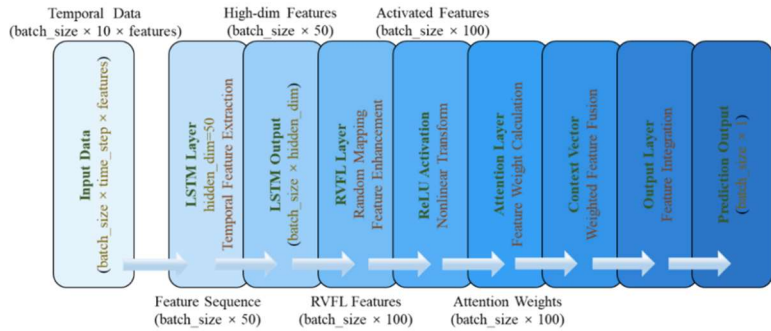 Temporal Data
(batch_size × 10 × features)
High-dim Features
(batch_size × 50)
Activated Features
(batch_size × 100)
Input Data
(batch_size × time_step × features)
LSTM Layer
hidden_dim=50
Temporal Feature Extraction
LSTM Output
(batch_size × hidden_dim)
RVFL Layer
Random Mapping
Feature Enhancement
ReLU Activation
Nonlinear Transform
Attention Layer
Feature Weight Calculation
Context Vector
Weighted Feature Fusion
Output Layer
Feature Integration
Prediction Output
(batch_size × 1)
Feature Sequence
(batch_size × 50)
RVFL Features
(batch_size × 100)
Attention Weights
(batch_size × 100)